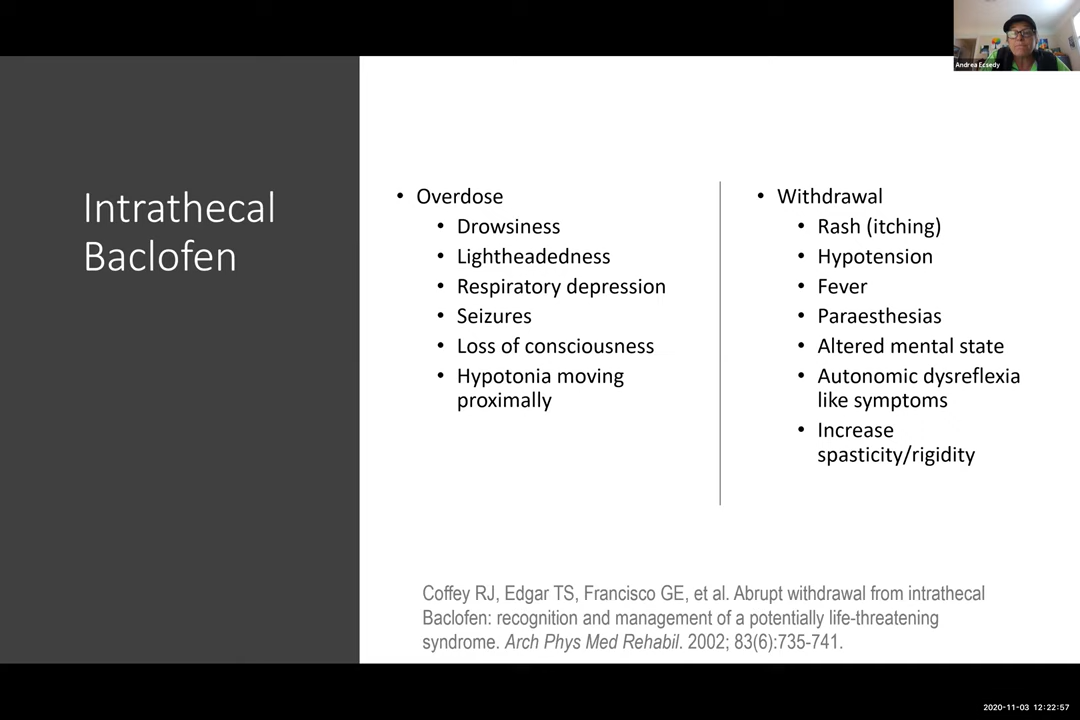 Andrea Ecsedy
Intrathecal
Baclofen
• Overdose
• Drowsiness
• Lightheadedness
• Respiratory depression
• Seizures
• Loss of consciousness
• Hypotonia moving
proximally
• Withdrawal
• Rash (itching)
• Hypotension
• Fever
• Paraesthesias
• Altered mental state
• Autonomic dysreflexia
like symptoms
• Increase
spasticity/rigidity
Coffey RJ, Edgar TS, Francisco GE, et al. Abrupt withdrawal from intrathecal
Baclofen: recognition and management of a potentially life-threatening
syndrome. Arch Phys Med Rehabil. 2002; 83(6):735-741.
2020-11-03 12:22:57